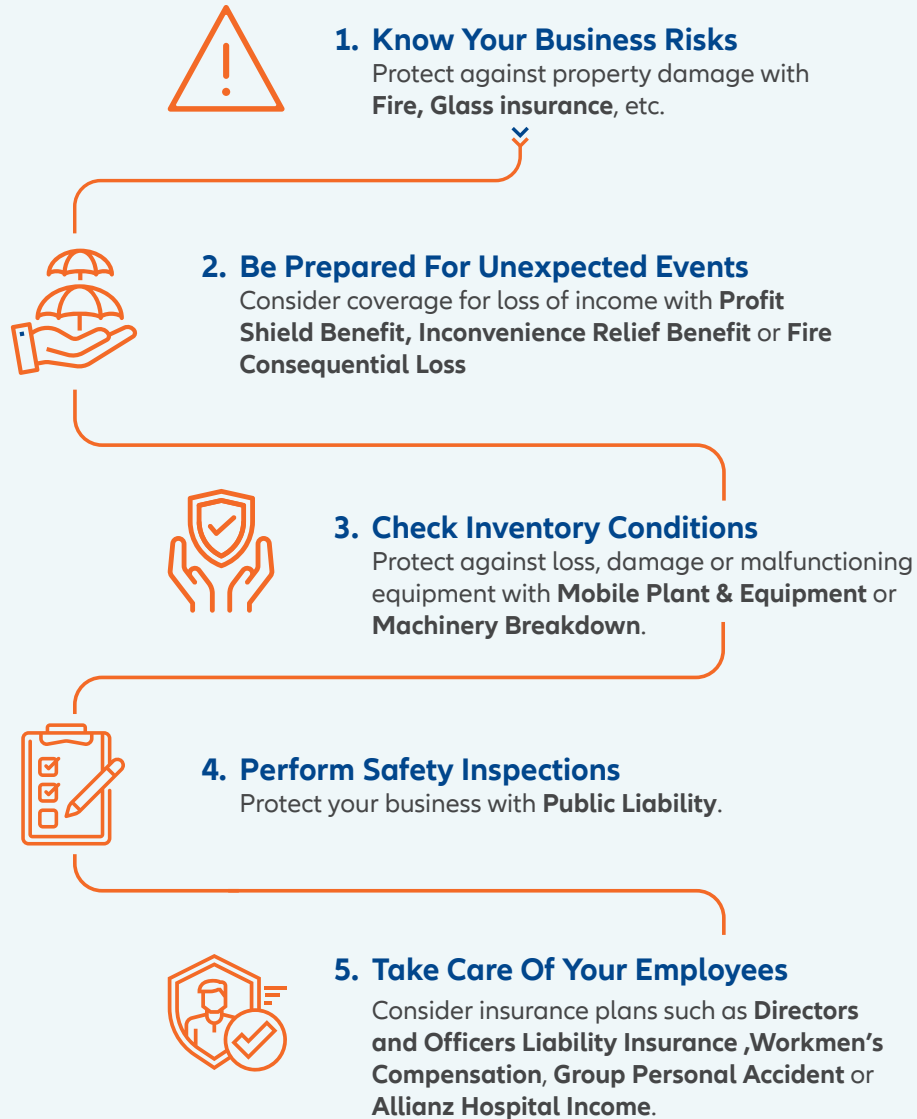 1. Know Your Business Risks
Protect against property damage with
Fire, Glass insurance, etc.
2. Be Prepared For Unexpected Events
Consider coverage for loss of income with Profit
Shield Benefit, Inconvenience Relief Benefit or Fire
Consequential Loss
3. Check Inventory Conditions
Protect against loss, damage or malfunctioning
equipment with Mobile Plant & Equipment or
Machinery Breakdown.
4. Perform Safety Inspections
Protect your business with Public Liability.
5. Take Care Of Your Employees
Consider insurance plans such as Directors
and Officers Liability Insurance ,Workmen’s
Compensation, Group Personal Accident or
Allianz Hospital Income.